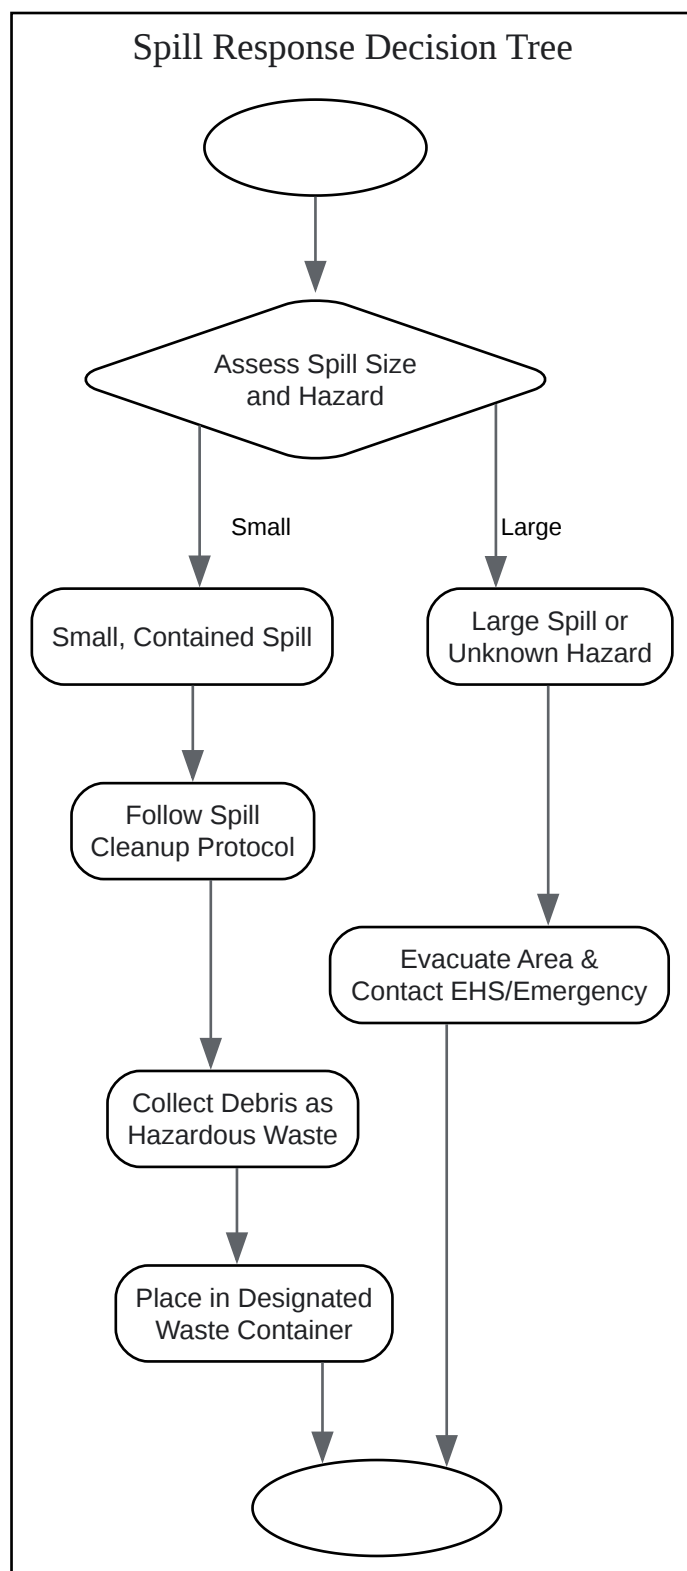 Spill Response Decision Tree
Assess Spill Size
and Hazard
Small
Large
Small, Contained Spill
Large Spill or
Unknown Hazard
Follow Spill
Cleanup Protocol
Evacuate Area &
Contact EHS/Emergency
Collect Debris as
Hazardous Waste
Place in Designated
Waste Container